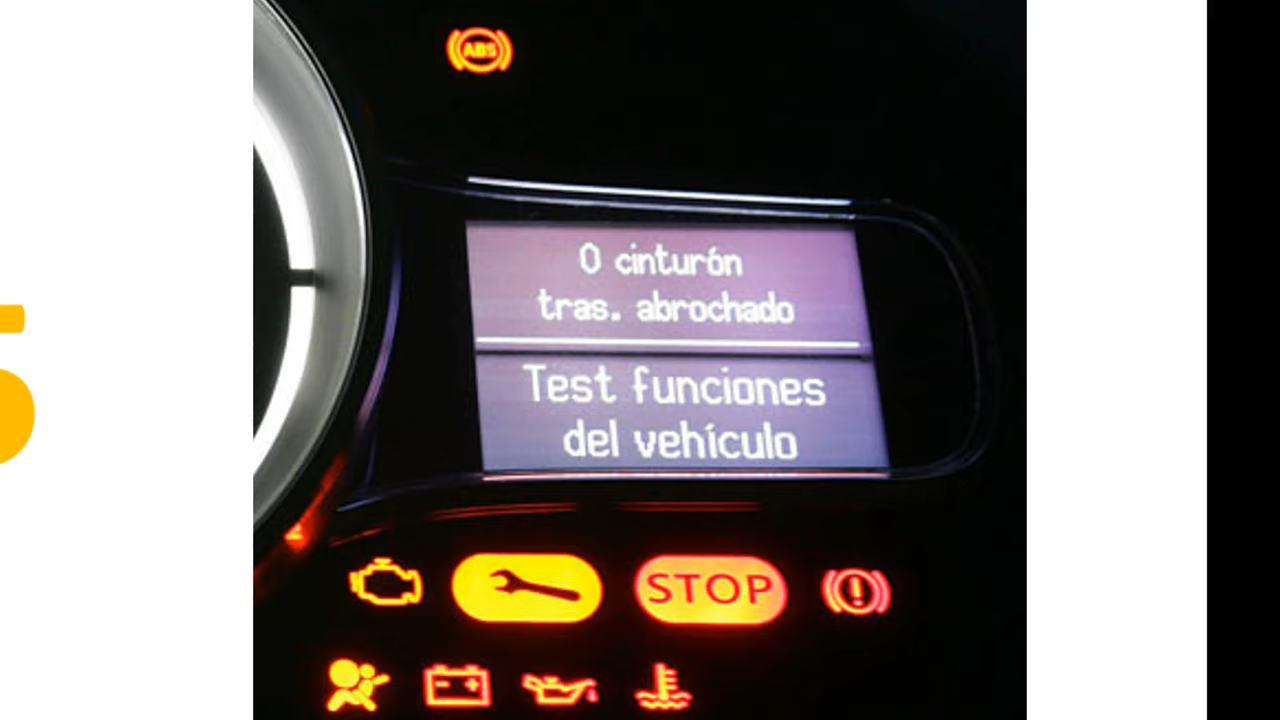 ABS
0 cinturón
tras. abrochado
Test funciones
del vehículo
STOP